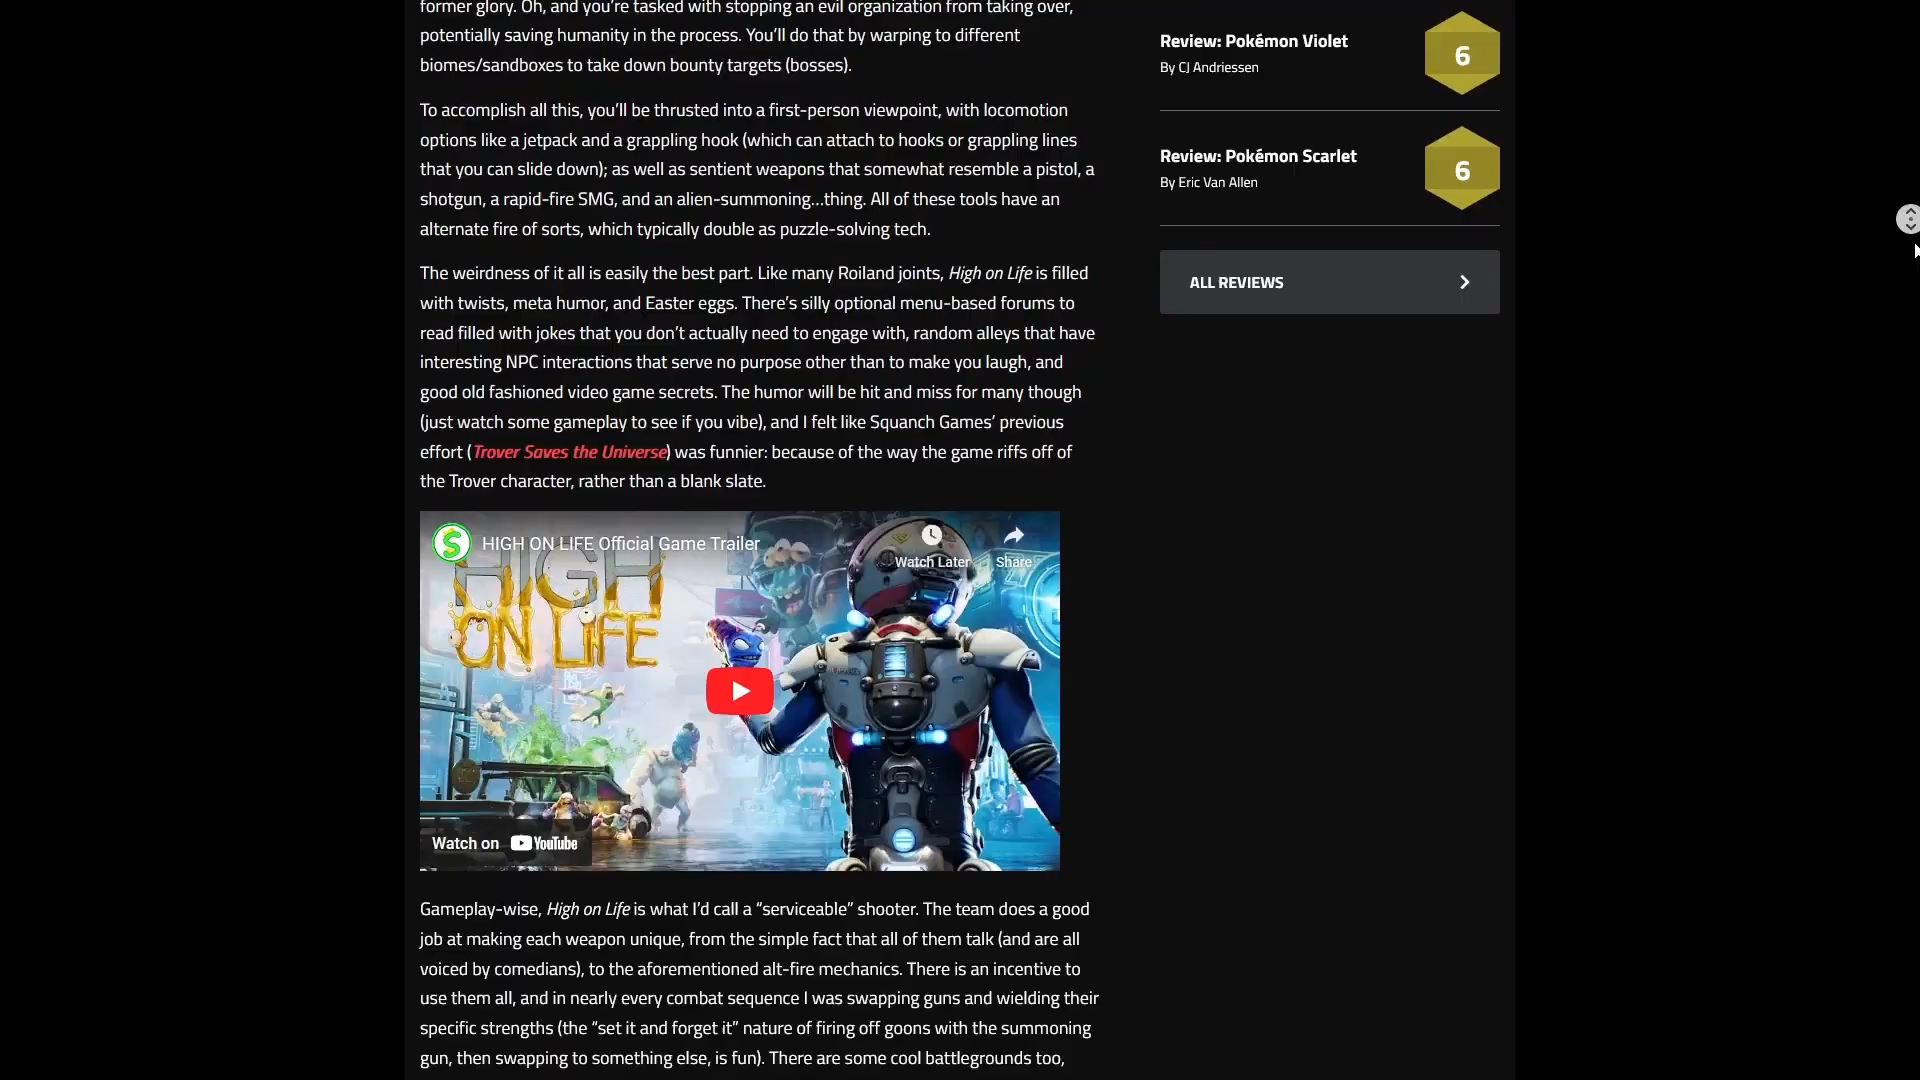 former glory. Oh, and you're tasked with stopping an evil organization from taking over,
potentially saving humanity in the process. You'll do that by warping to different
biomes/sandboxes to take down bounty targets (bosses).
To accomplish all this, you'll be thrusted into a first-person viewpoint, with locomotion
options like a jetpack and a grappling hook (which can attach to hooks or grappling lines
that you can slide down); as well as sentient weapons that somewhat resemble a pistol, a
shotgun, a rapid-fire SMG, and an alien-summoning…thing. All of these tools have an
alternate fire of sorts, which typically double as puzzle-solving tech.
The weirdness of it all is easily the best part. Like many Roiland joints, High on Life is filled
with twists, meta humor, and Easter eggs. There's silly optional menu-based forums to
read filled with jokes that you don't actually need to engage with, random alleys that have
interesting NPC interactions that serve no purpose other than to make you laugh, and
good old fashioned video game secrets. The humor will be hit and miss for many though
(just watch some gameplay to see if you vibe), and I felt like Squanch Games' previous
effort (Trover Saves the Universe) was funnier: because of the way the game riffs off of
the Trover character, rather than a blank slate.
HIGH ON LIFE Official Game Trailer
Watch Later
Share
HIGH
ON LIFE
Watch on YouTube
Gameplay-wise, High on Life is what I'd call a “serviceable” shooter. The team does a good
job at making each weapon unique, from the simple fact that all of them talk (and are all
voiced by comedians), to the aforementioned alt-fire mechanics. There is an incentive to
use them all, and in nearly every combat sequence I was swapping guns and wielding their
specific strengths (the “set it and forget it” nature of firing off goons with the summoning
gun, then swapping to something else, is fun). There are some cool battlegrounds too,
Review: Pokémon Violet
By CJ Andriessen
6
Review: Pokémon Scarlet
By Eric Van Allen
6
ALL REVIEWS